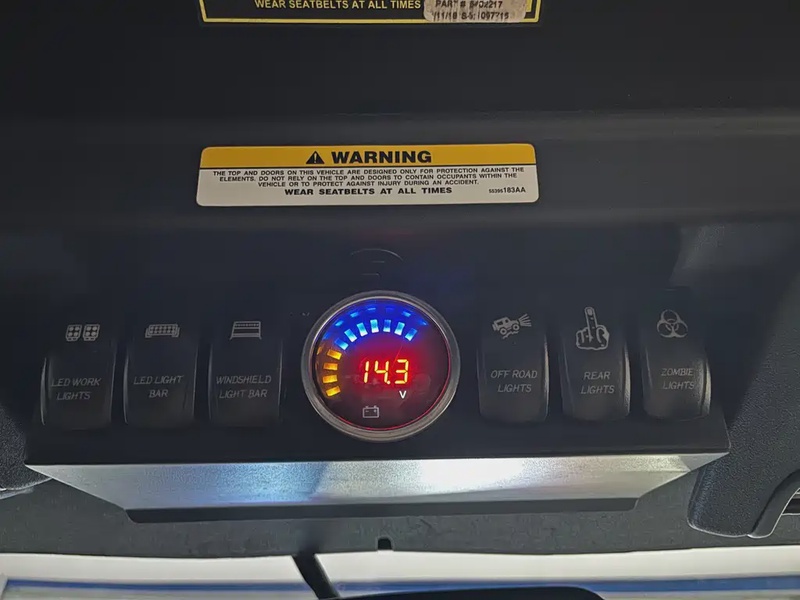 WEAR SEATBELTS AT ALL TIMES
PART #
WARNING
THE TOP AND DOORS ON THIS VEHICLE ARE DESIGNED ONLY FOR PROTECTION AGAINST THE
ELEMENTS. DO NOT RELY ON THE TOP AND DOORS TO CONTAIN OCCUPANTS WITHIN THE
VEHICLE OR TO PROTECT AGAINST INJURY DURING AN ACCIDENT.
WEAR SEATBELTS AT ALL TIMES 55395183AA
LED WORK
LIGHTS
LED LIGHT
BAR
WINDSHIELD
LIGHT BAR
14.3
V
OFF ROAD
LIGHTS
REAR
LIGHTS
ZOMBIE
LIGHTS